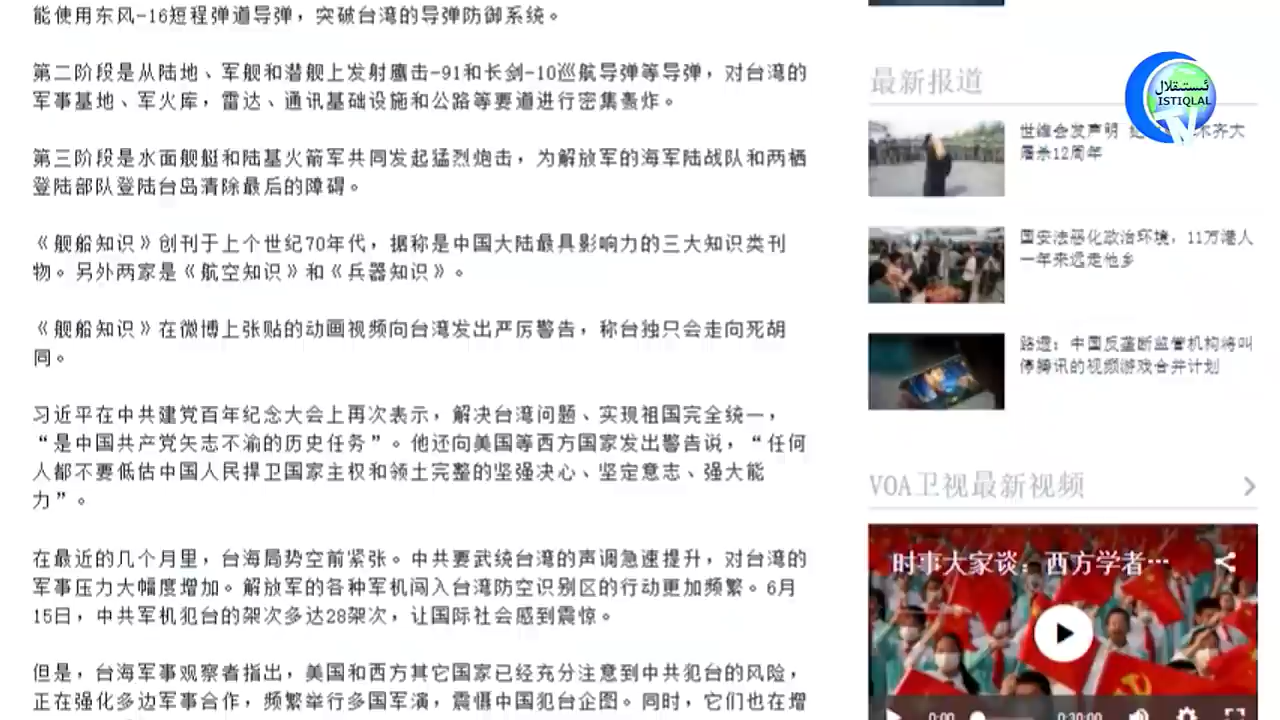 能使用东风-16短程弹道导弹，突破台湾的导弹防御系统。
第二阶段是从陆地、军舰和潜舰上发射鹰击-91和长剑-10巡航导弹等导弹，对台湾的
军事基地、军火库，雷达、通讯基础设施和公路等要道进行密集轰炸。
第三阶段是水面舰艇和陆基火箭军共同发起猛烈炮击，为解放军的海军陆战队和两栖
登陆部队登陆台岛清除最后的障碍。
《舰船知识》创刊于上个世纪70年代，据称是中国大陆最具影响力的三大知识类刊
物。另外两家是《航空知识》和《兵器知识》。
《舰船知识》在微博上张贴的动画视频向台湾发出严厉警告，称台独只会走向死胡
同。
习近平在中共建党百年纪念大会上再次表示，解决台湾问题、实现祖国完全统一，
“是中国共产党矢志不渝的历史任务”。他还向美国等西方国家发出警告说，“任何
人都不要低估中国人民捍卫国家主权和领土完整的坚强决心、坚定意志、强大能
力”。
在最近的几个月里，台海局势空前紧张。中共要武统台湾的声调急速提升，对台湾的
军事压力大幅度增加。解放军的各种军机闯入台湾防空识别区的行动更加频繁。6月
15日，中共军机犯台的架次多达28架次，让国际社会感到震惊。
但是，台海军事观察者指出，美国和西方其它国家已经充分注意到中共犯台的风险，
正在强化多边军事合作，频繁举行多国军演，震慑中国犯台企图。同时，它们也在增
最新报道
世维会发声明 木齐大
屠杀12周年
国安法恶化政治环境，11万港人
一年来远走他乡
路透：中国反垄断监管机构将叫
停腾讯的视频游戏合并计划
VOA卫视最新视频
时事大家谈：西方学者…
0:00 0:30:00
ئىستىقلال
ISTIQLAL
TV